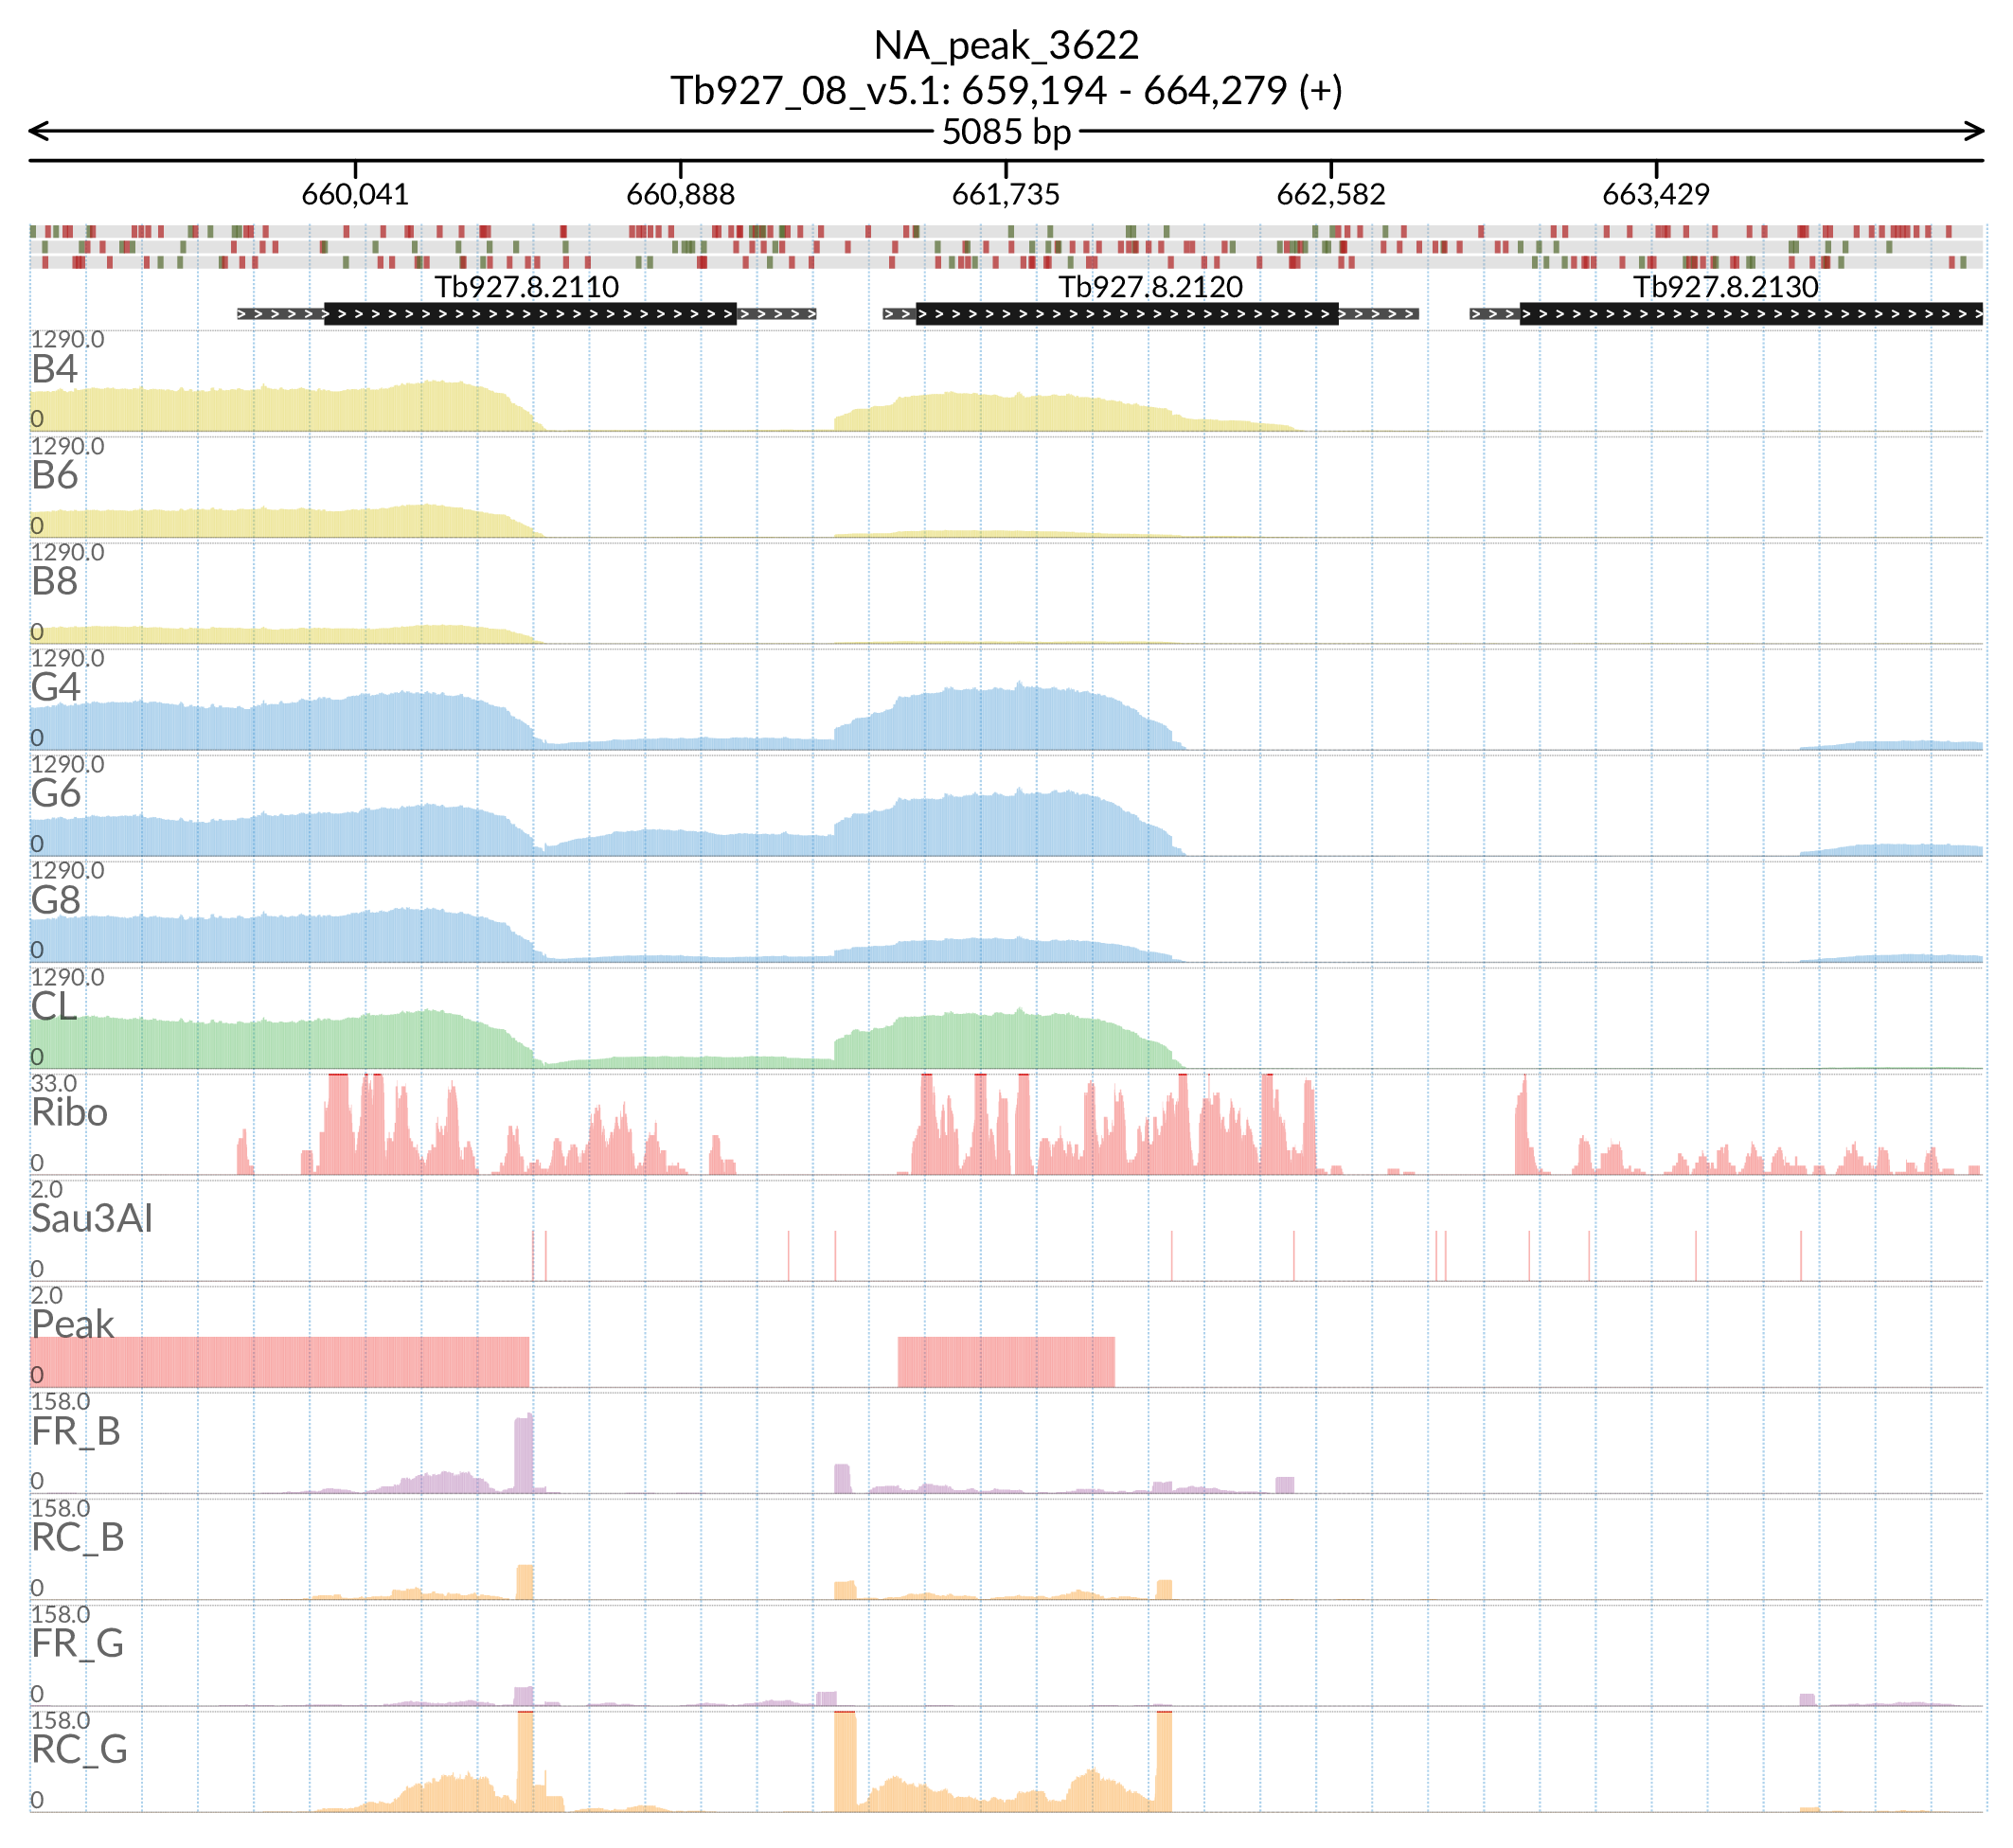 NA_peak_3622
Tb927_08_v5.1: 659,194 - 664,279 (+)
5085 bp
660,041 660,888 661,735 662,582 663,429
Tb927.8.2110 Tb927.8.2120 Tb927.8.2130
1290.0
B4
0
1290.0
B6
0
1290.0
B8
0
1290.0
G4
0
1290.0
G6
0
1290.0
G8
0
1290.0
CL
0
33.0
Ribo
0
2.0
Sau3AI
0
2.0
Peak
0
158.0
FR_B
0
158.0
RC_B
0
158.0
FR_G
0
158.0
RC_G
0